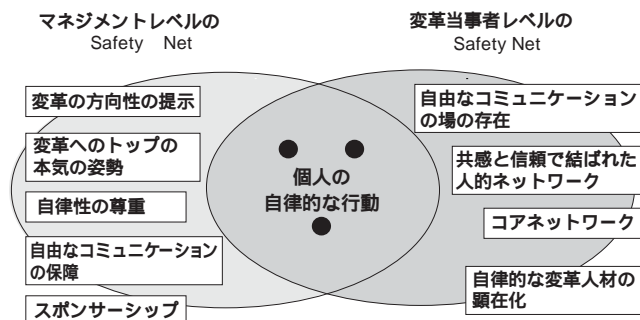 マネジメントレベルの
Safety Net
変革の方向性の提示
変革へのトップの
本気の姿勢
自律性の尊重
自由なコミュニケーション
の保障
スポンサーシップ
個人の
自律的な行動
変革当事者レベルの
Safety Net
自由なコミュニケーション
の場の存在
共感と信頼で結ばれた
人的ネットワーク
コアネットワーク
自律的な変革人材の
顕在化